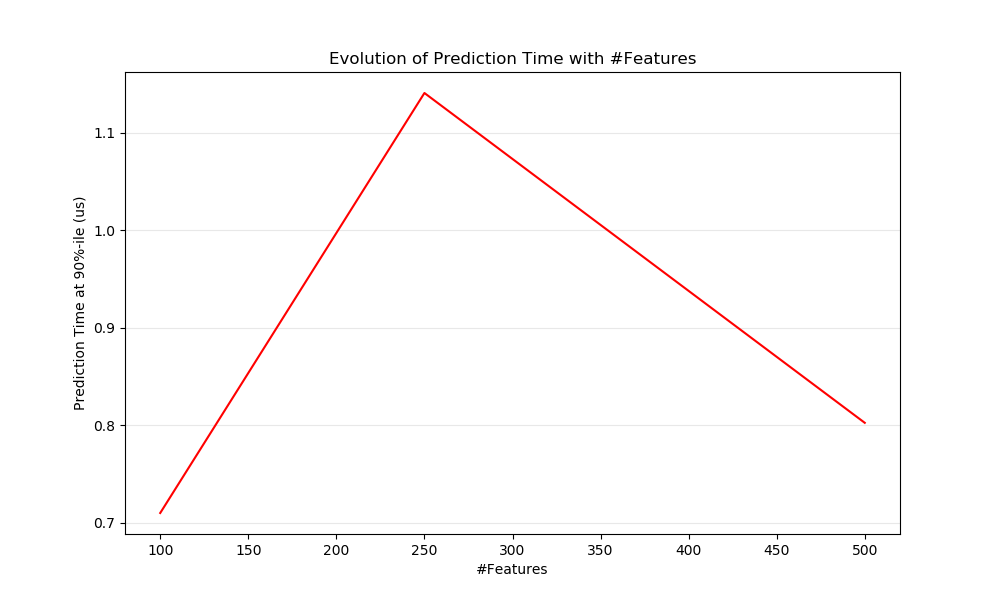 Evolution of Prediction Time with #Features
Prediction Time at 90%-ile (us)
1.1
1.0
0.9
0.8
0.7
100 150 200 250 300 350 400 450 500
#Features